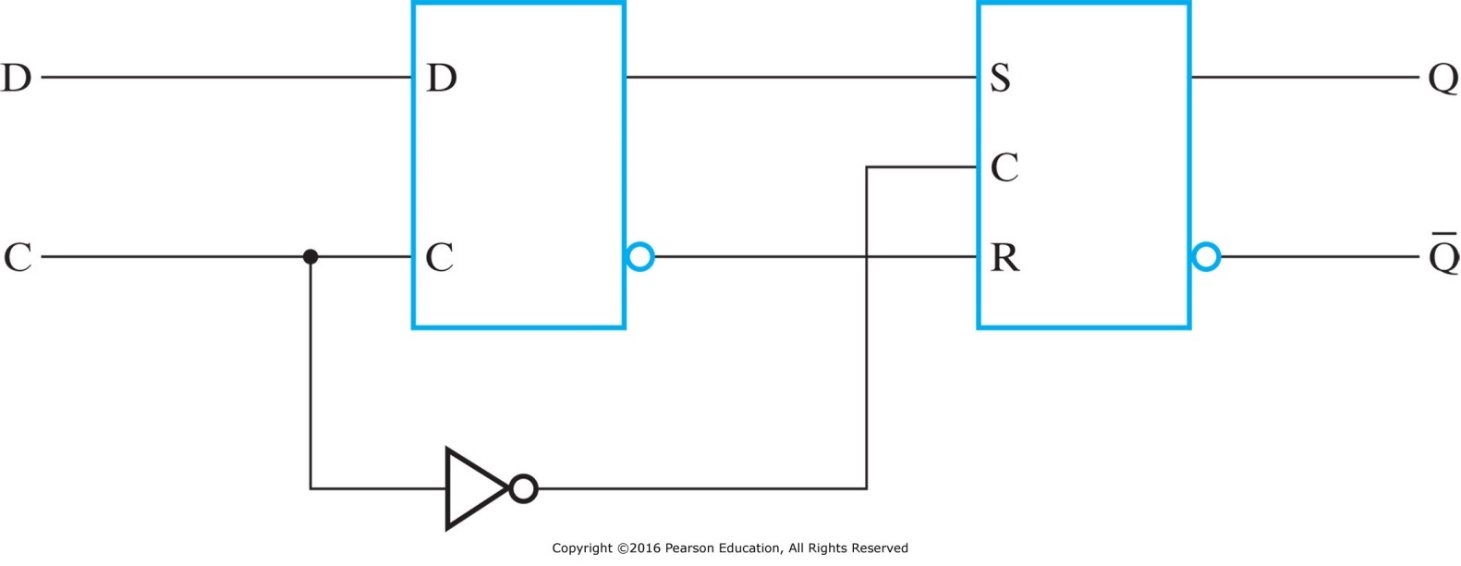 D
D
S
Q
C
C
C
R
Q̅
Copyright ©2016 Pearson Education, All Rights Reserved